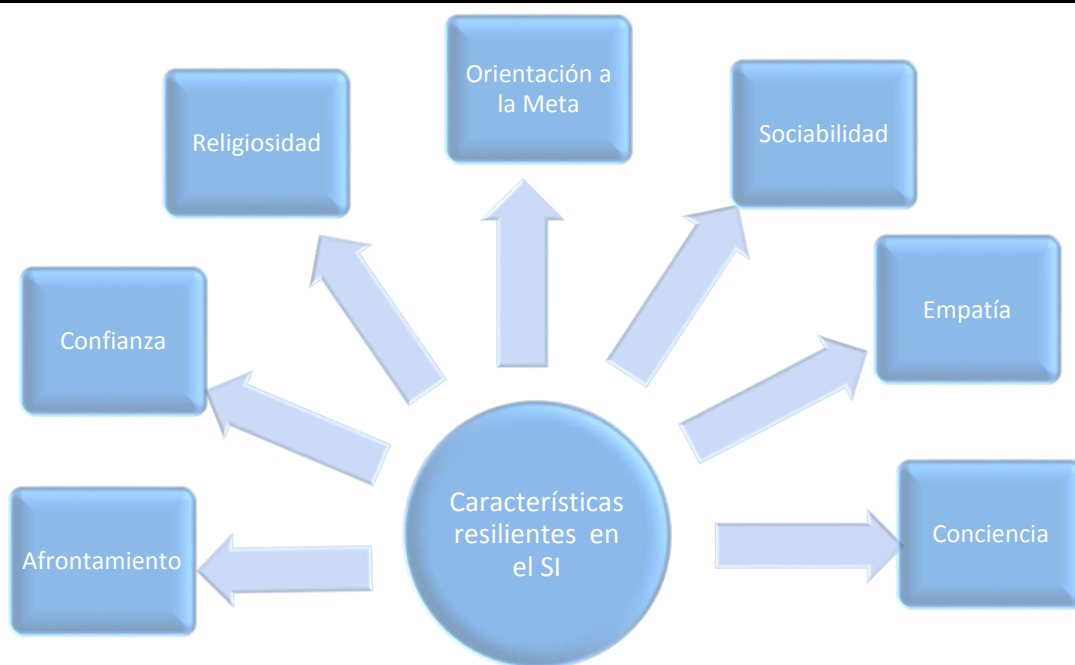 Orientación a
la Meta
Religiosidad
Sociabilidad
Confianza
Empatía
Afrontamiento
Características
resilientes en
el SI
Conciencia